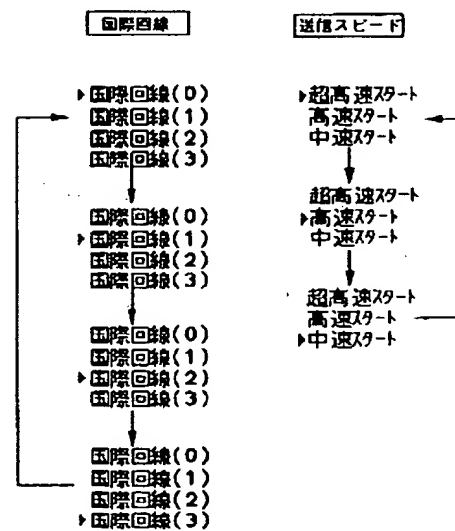 国際回線
▶国際回線(0)
国際回線(1)
国際回線(2)
国際回線(3)
国際回線(0)
▶国際回線(1)
国際回線(2)
国際回線(3)
国際回線(0)
国際回線(1)
▶国際回線(2)
国際回線(3)
国際回線(0)
国際回線(1)
国際回線(2)
▶国際回線(3)
送信スピード
▶超高速スタート
高速スタート
中速スタート
超高速スタート
▶高速スタート
中速スタート
超高速スタート
高速スタート
▶中速スタート